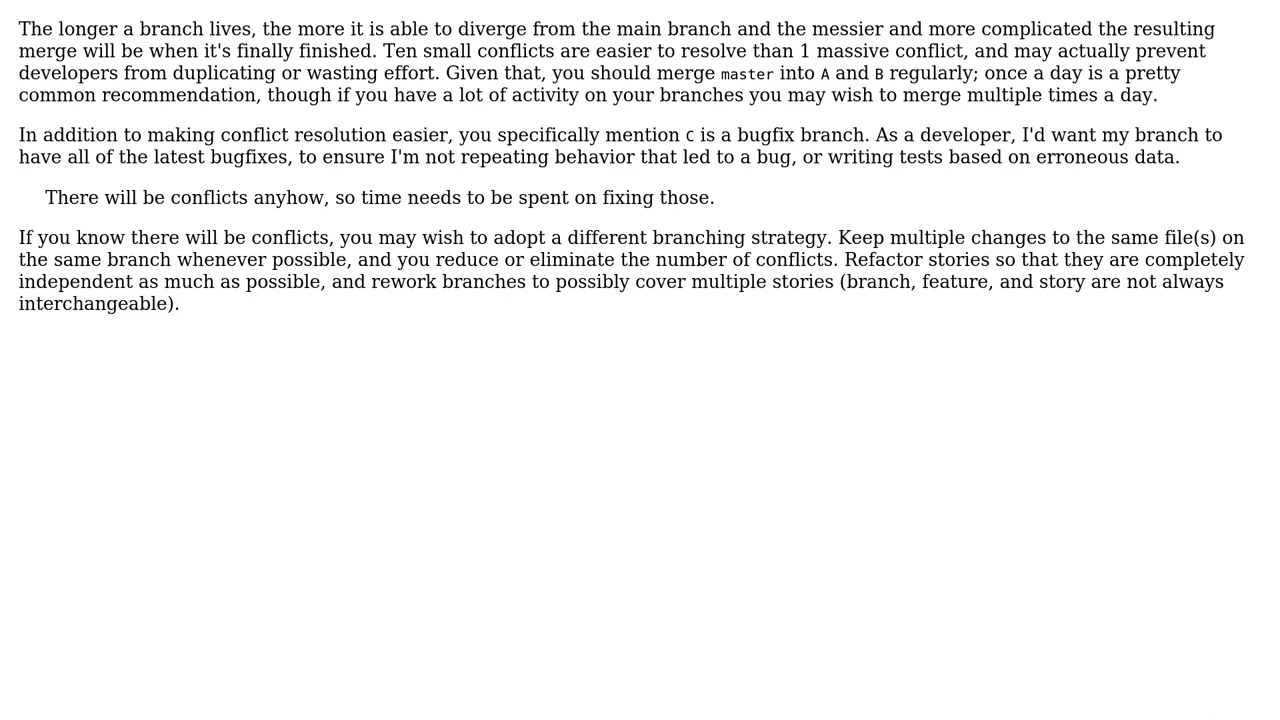 The longer a branch lives, the more it is able to diverge from the main branch and the messier and more complicated the resulting
merge will be when it's finally finished. Ten small conflicts are easier to resolve than 1 massive conflict, and may actually prevent
developers from duplicating or wasting effort. Given that, you should merge master into A and B regularly; once a day is a pretty
common recommendation, though if you have a lot of activity on your branches you may wish to merge multiple times a day.
In addition to making conflict resolution easier, you specifically mention C is a bugfix branch. As a developer, I'd want my branch to
have all of the latest bugfixes, to ensure I'm not repeating behavior that led to a bug, or writing tests based on erroneous data.
There will be conflicts anyhow, so time needs to be spent on fixing those.
If you know there will be conflicts, you may wish to adopt a different branching strategy. Keep multiple changes to the same file(s) on
the same branch whenever possible, and you reduce or eliminate the number of conflicts. Refactor stories so that they are completely
independent as much as possible, and rework branches to possibly cover multiple stories (branch, feature, and story are not always
interchangeable).